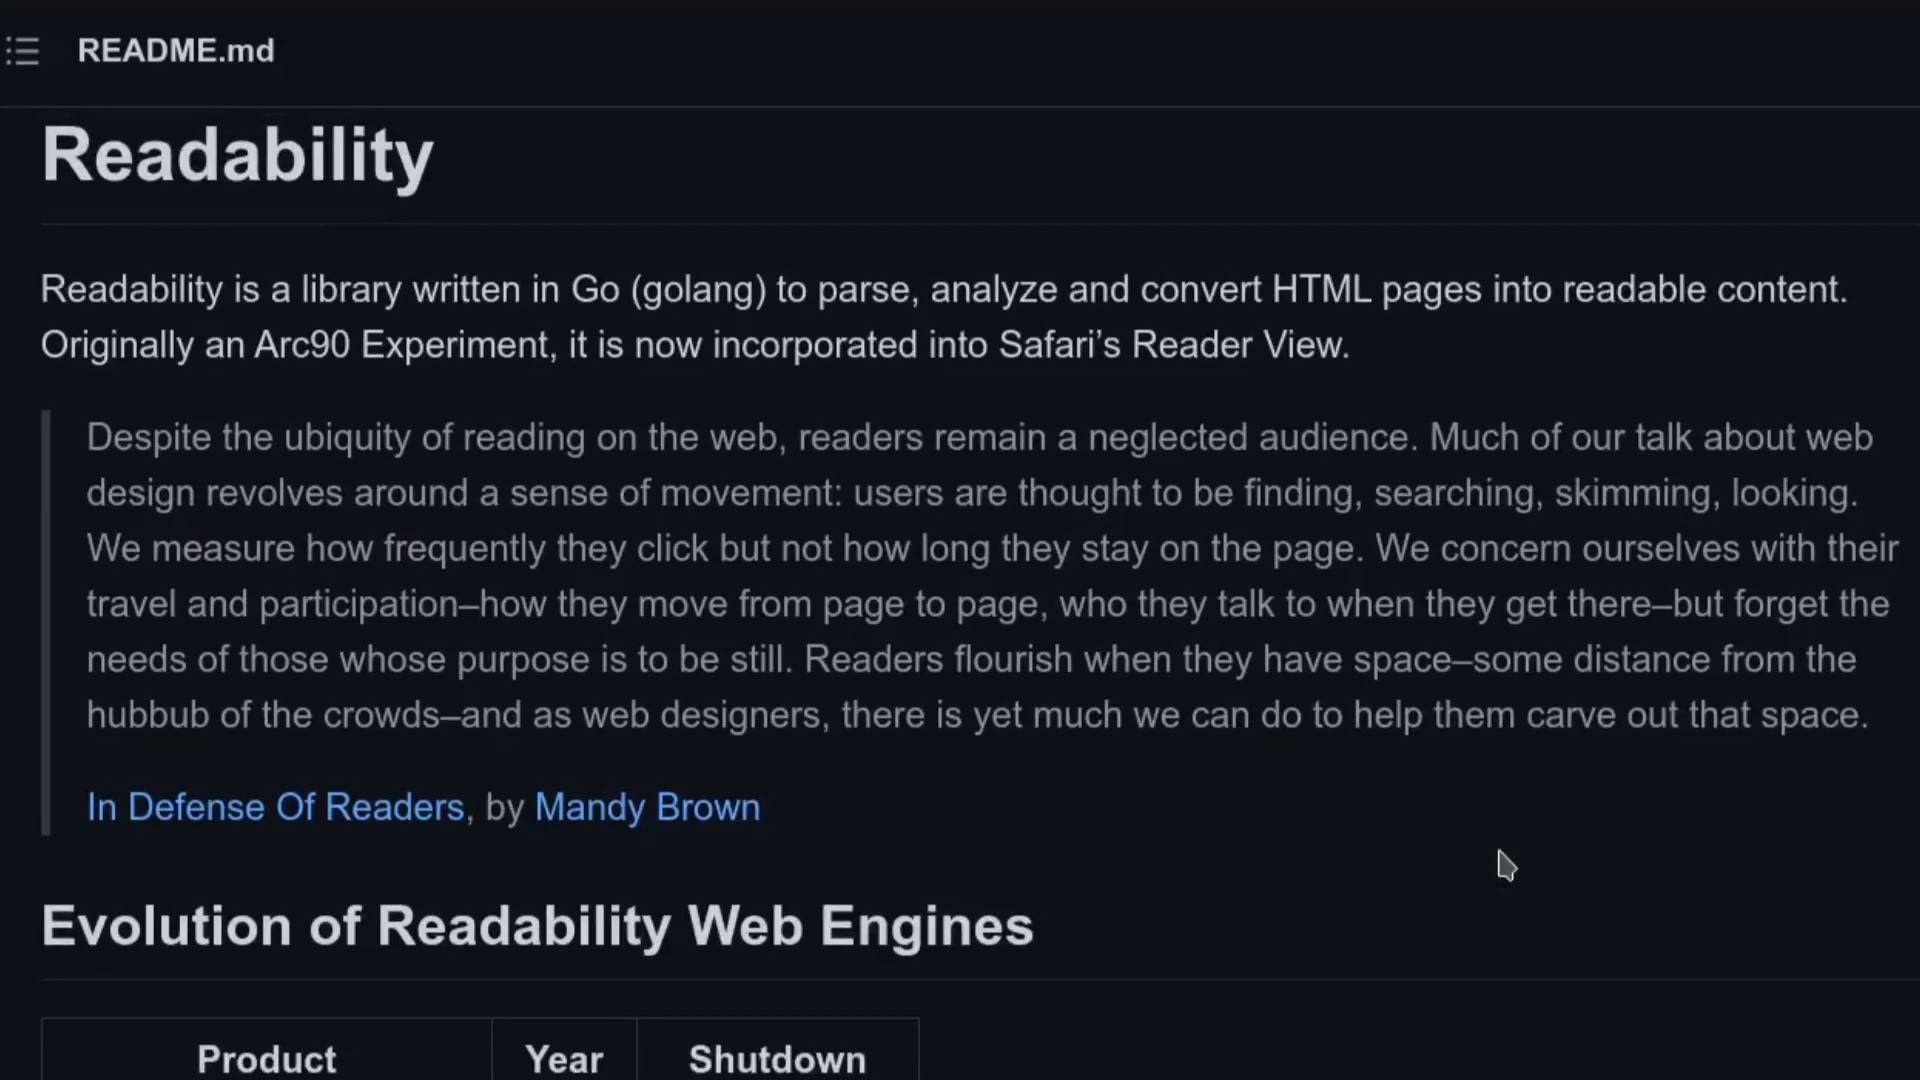 README.md
Readability
Readability is a library written in Go (golang) to parse, analyze and convert HTML pages into readable content.
Originally an Arc90 Experiment, it is now incorporated into Safari’s Reader View.
Despite the ubiquity of reading on the web, readers remain a neglected audience. Much of our talk about web
design revolves around a sense of movement: users are thought to be finding, searching, skimming, looking.
We measure how frequently they click but not how long they stay on the page. We concern ourselves with their
travel and participation–how they move from page to page, who they talk to when they get there–but forget the
needs of those whose purpose is to be still. Readers flourish when they have space–some distance from the
hubbub of the crowds–and as web designers, there is yet much we can do to help them carve out that space.
In Defense Of Readers, by Mandy Brown
Evolution of Readability Web Engines
Product Year Shutdown